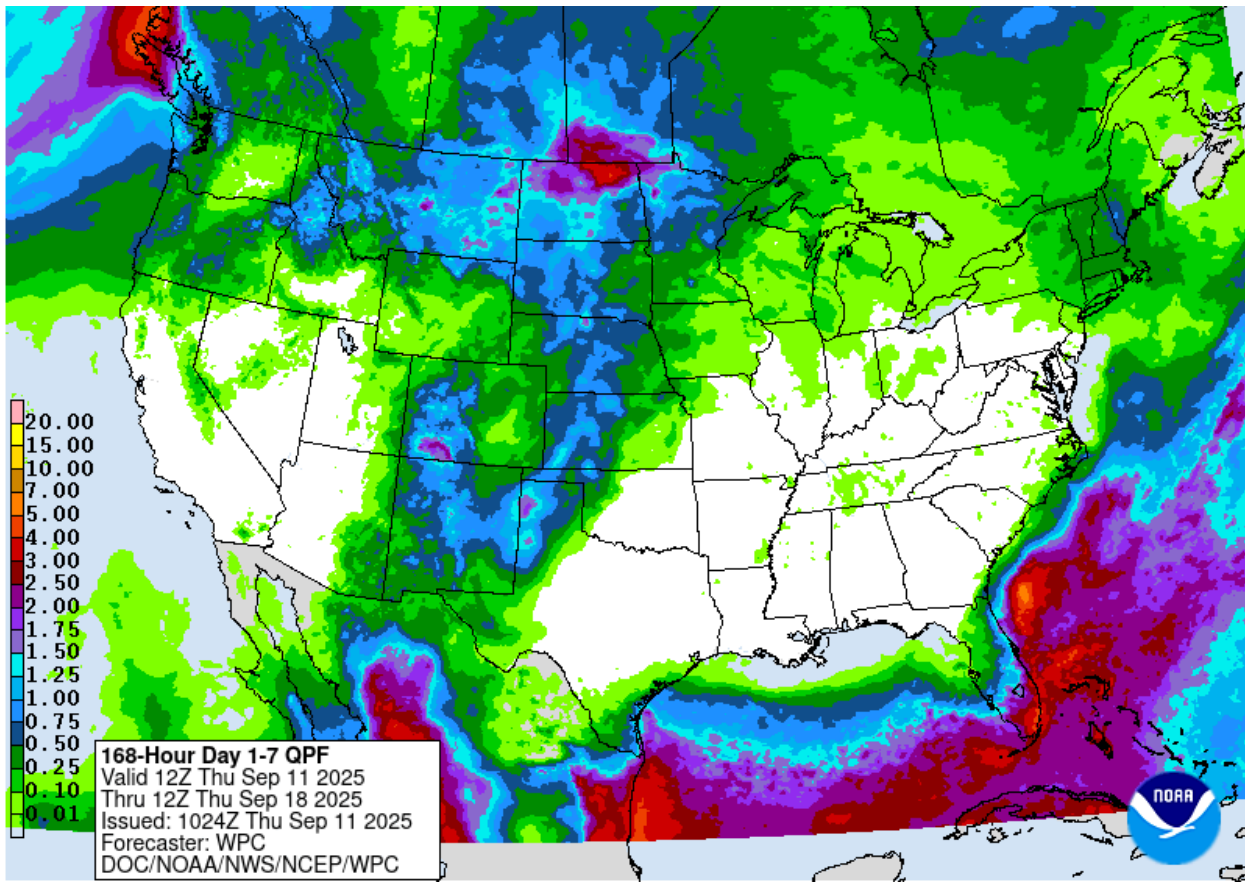 20.00
15.00
10.00
7.00
5.00
4.00
3.00
2.50
2.00
1.75
1.50
1.25
1.00
0.75
0.50
0.25
0.10
0.01
168-Hour Day 1-7 QPF
Valid 12Z Thu Sep 11 2025
Thru 12Z Thu Sep 18 2025
Issued: 1024Z Thu Sep 11 2025
Forecaster: WPC
DOC/NOAA/NWS/NCEP/WPC
NOAA